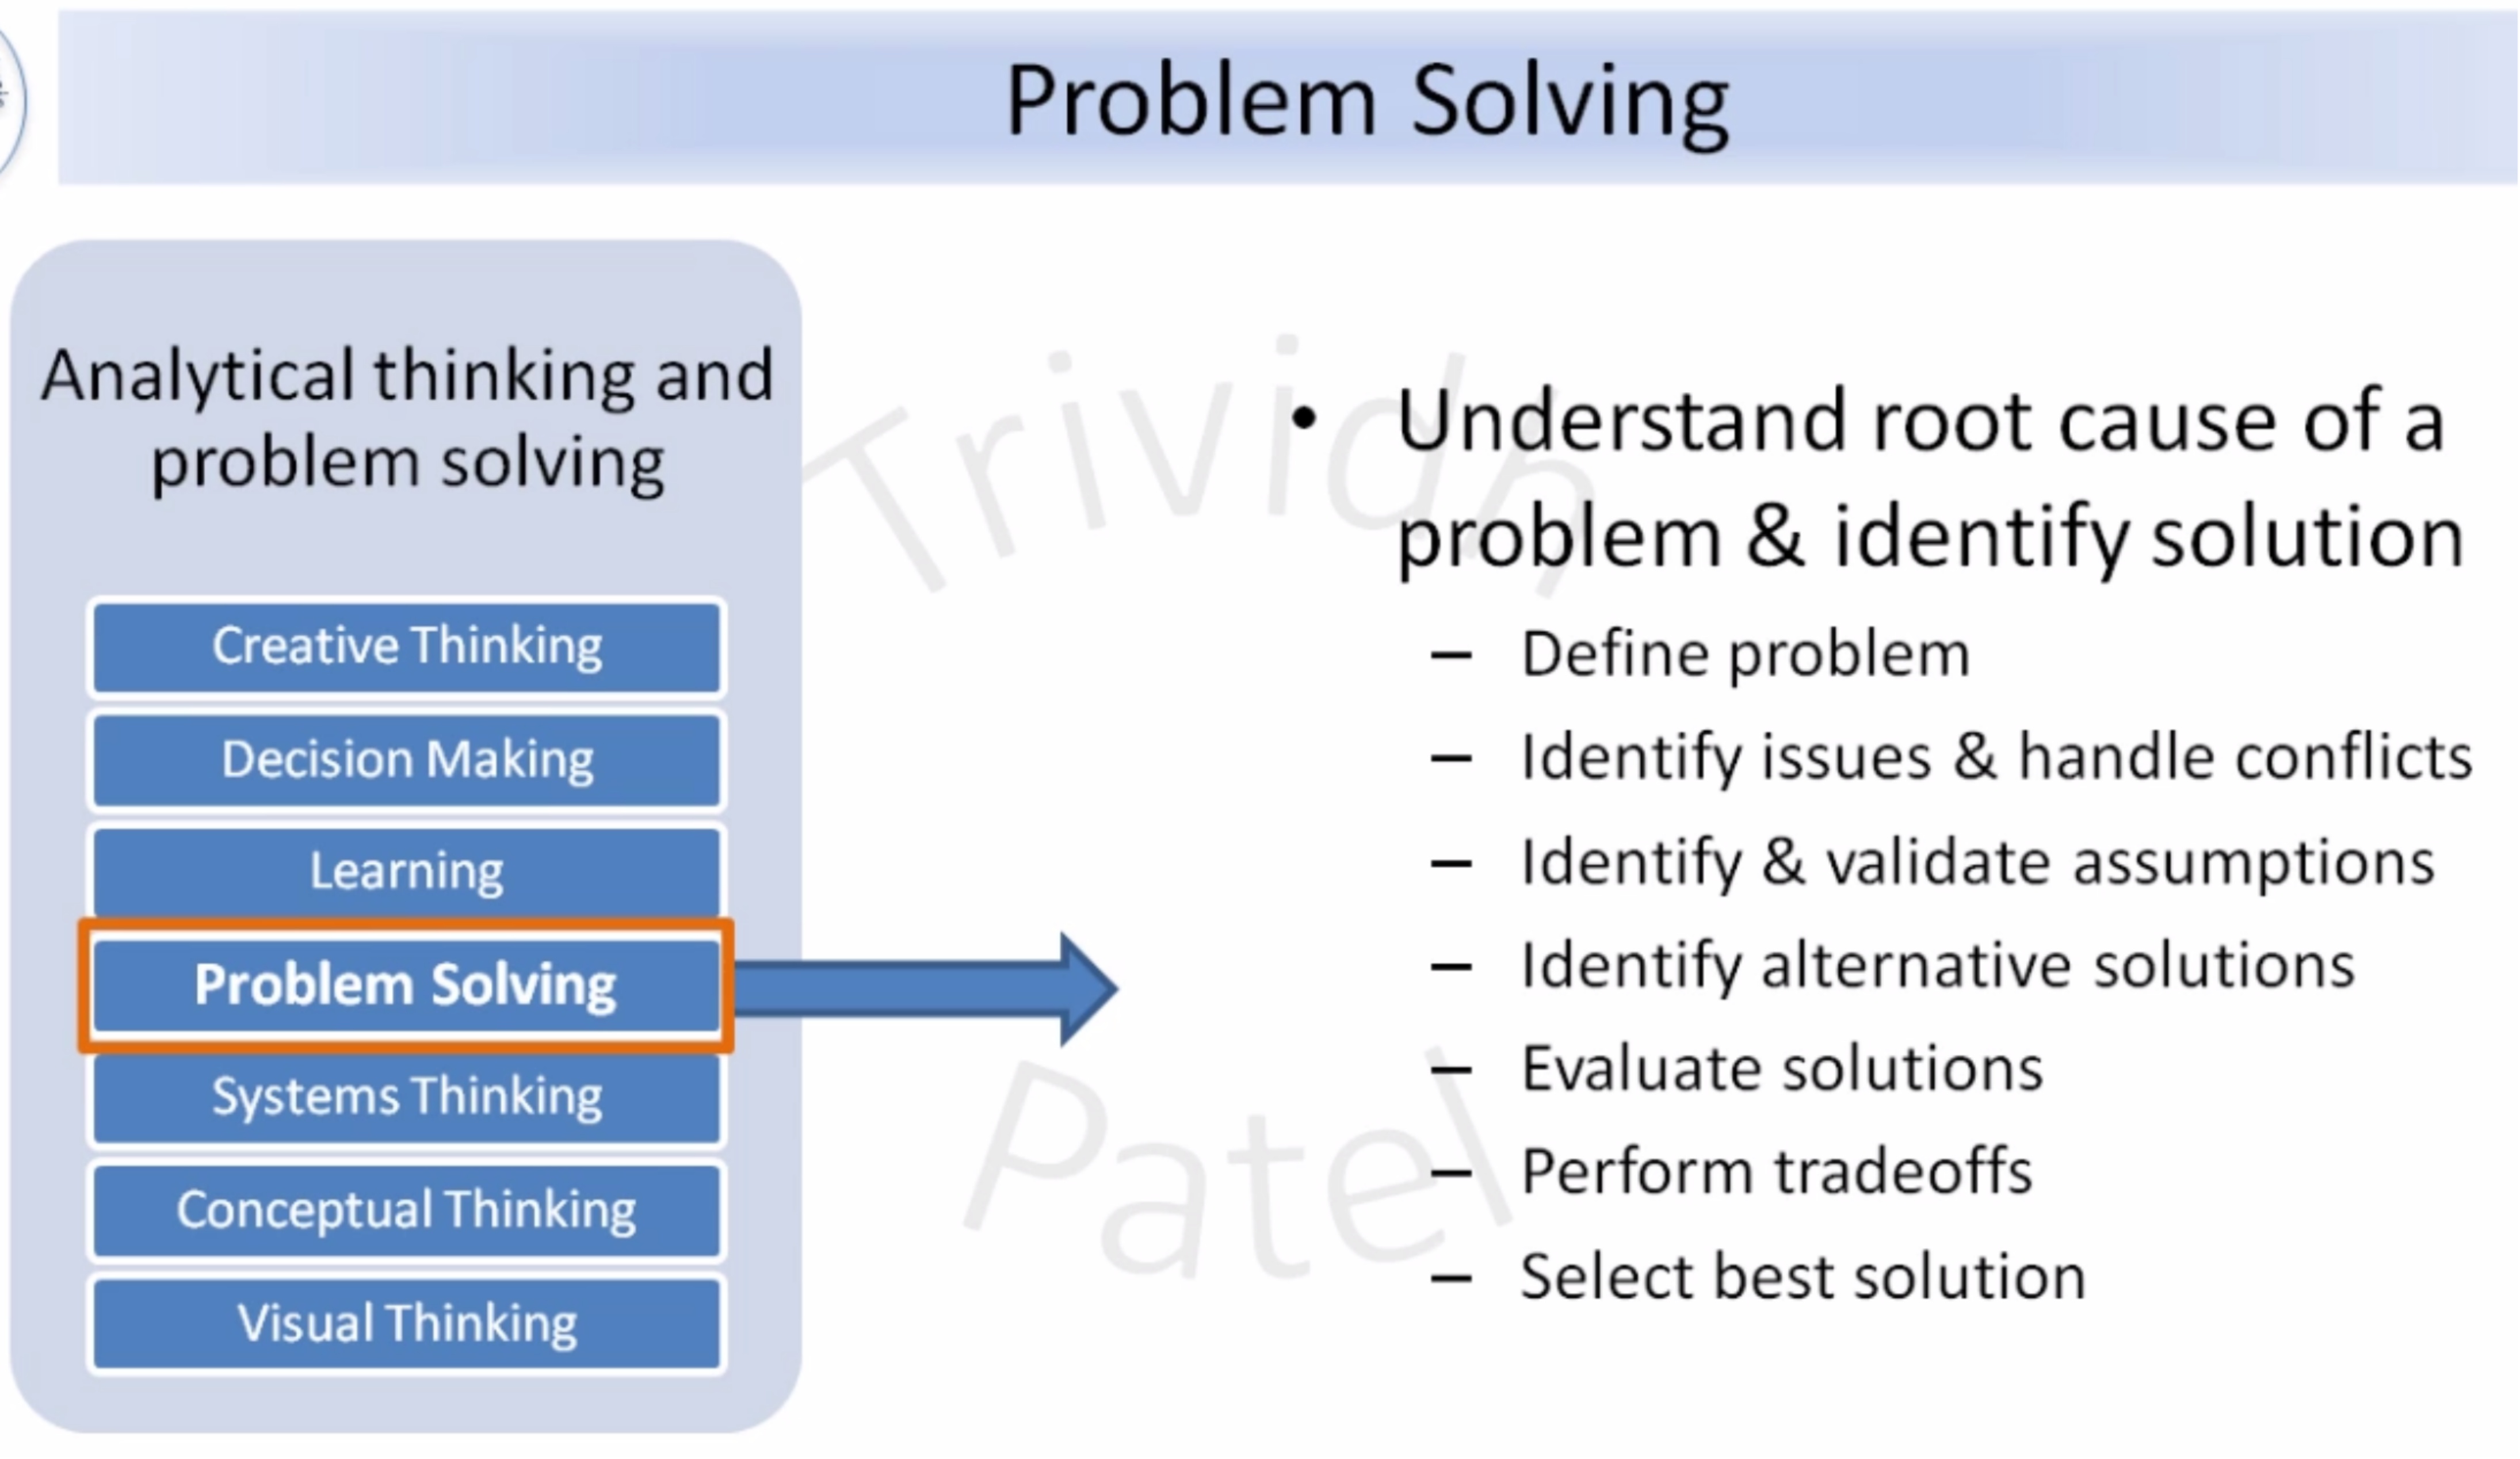 Problem Solving
Analytical thinking and
problem solving
Creative Thinking
Decision Making
Learning
Problem Solving
Systems Thinking
Conceptual Thinking
Visual Thinking
Trividh
Patel
• Understand root cause of a
problem & identify solution
– Define problem
– Identify issues & handle conflicts
– Identify & validate assumptions
– Identify alternative solutions
– Evaluate solutions
– Perform tradeoffs
– Select best solution